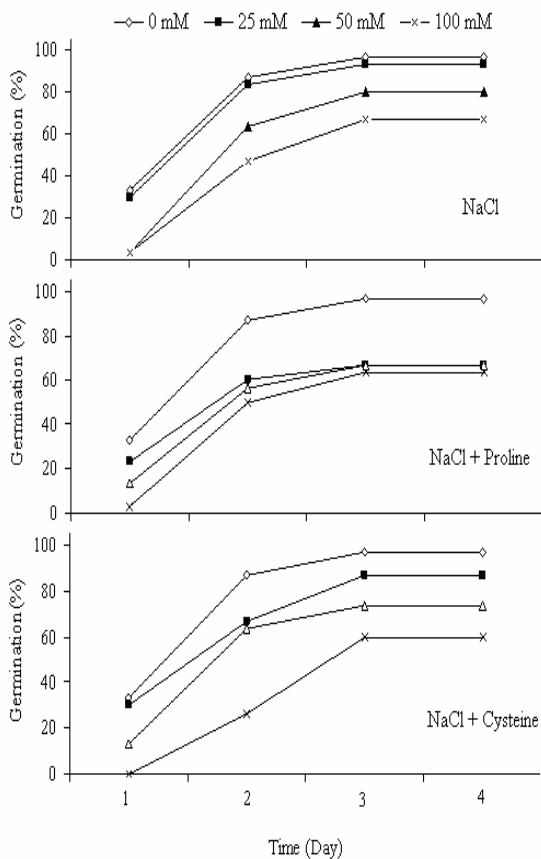 0 mM 25 mM 50 mM 100 mM
Germination (%)
100
80
60
40
20
0
NaCl
Germination (%)
100
80
60
40
20
0
NaCl + Proline
Germination (%)
100
80
60
40
20
0
NaCl + Cysteine
1 2 3 4
Time (Day)